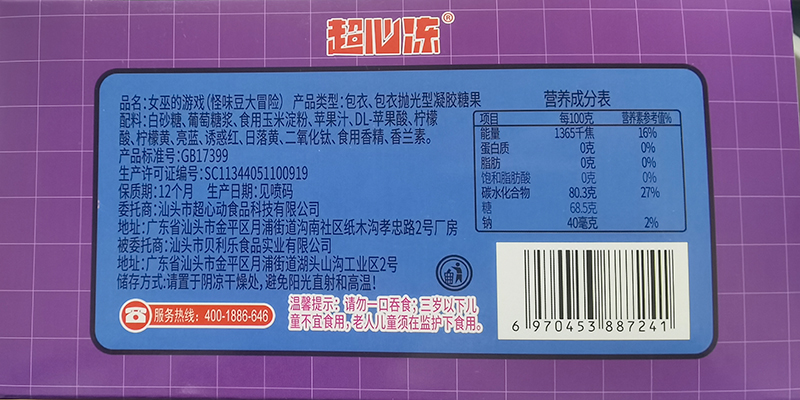 超心冻®
品名:女巫的游戏(怪味豆大冒险) 产品类型:包衣、包衣抛光型凝胶糖果
配料:白砂糖、葡萄糖浆、食用玉米淀粉、苹果汁、DL-苹果酸、柠檬
酸、柠檬黄、亮蓝、诱惑红、日落黄、二氧化钛、食用香精、香兰素。
产品标准号:GB17399
生产许可证编号:SC11344051100919
保质期:12个月 生产日期:见喷码
委托商:汕头市超心动食品科技有限公司
地址:广东省汕头市金平区月浦街道沟南社区纸木沟孝忠路2号厂房
被委托商:汕头市贝利乐食品实业有限公司
地址:广东省汕头市金平区月浦街道湖头山沟工业区2号
储存方式:请置于阴凉干燥处,避免阳光直射和高温!
服务热线:400-1886-646
温馨提示:请勿一口吞食;三岁以下儿
童不宜食用,老人儿童须在监护下食用。
营养成分表
项目 每100克 营养素参考值%
能量 1365千焦 16%
蛋白质 0克 0%
脂肪 0克 0%
饱和脂肪酸 0克 0%
碳水化合物 80.3克 27%
糖 68.5克
钠 40毫克 2%
6 970453 887241